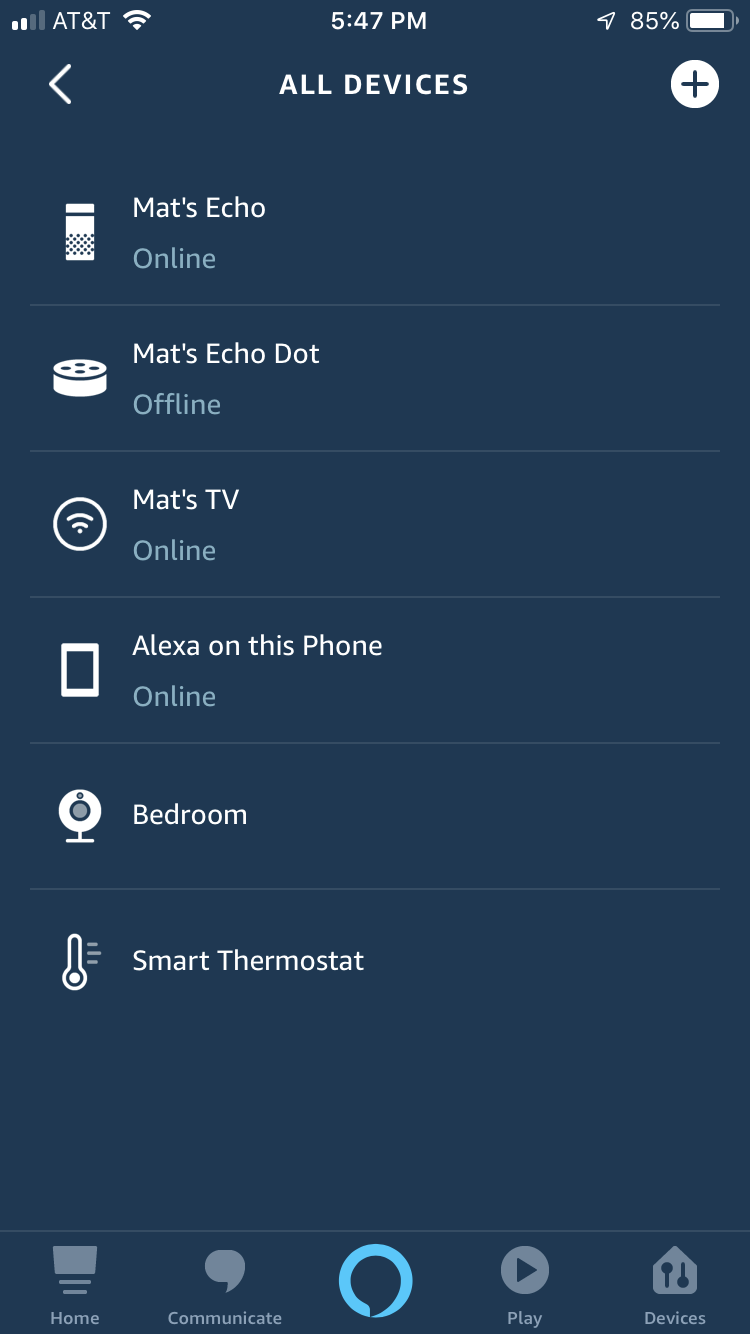 AT&T 5:47 PM 85%
ALL DEVICES
Mat's Echo
Online
Mat's Echo Dot
Offline
Mat's TV
Online
Alexa on this Phone
Online
Bedroom
Smart Thermostat
Home Communicate Play Devices